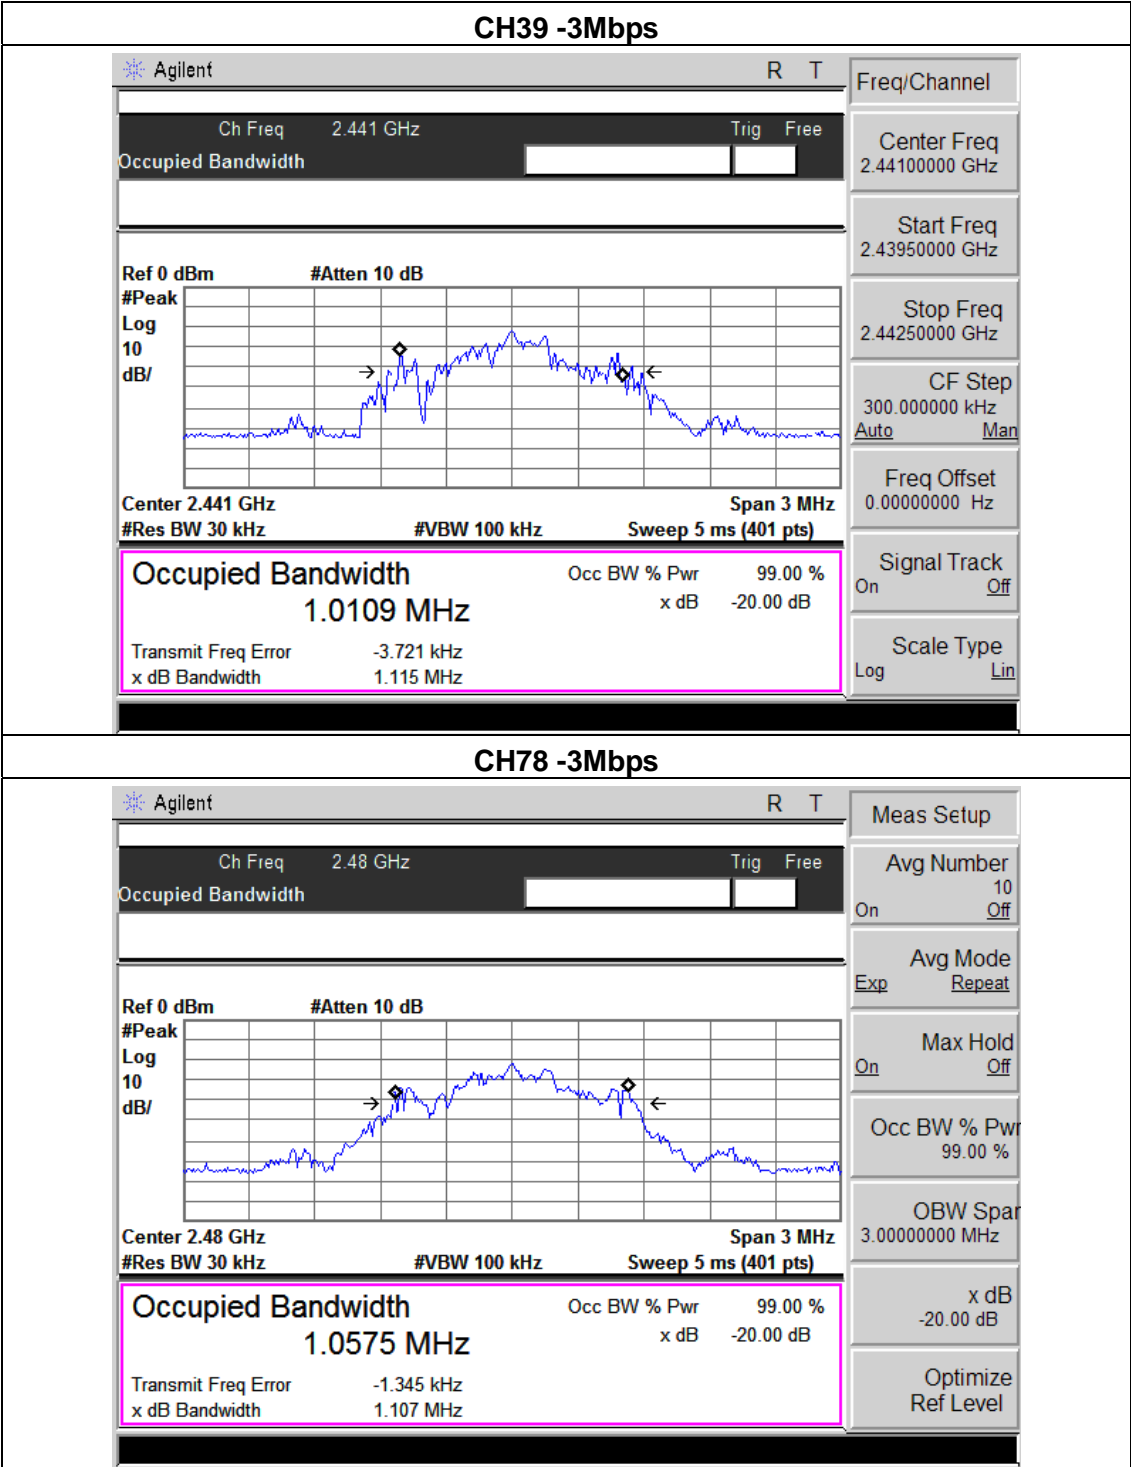 CH39 -3Mbps
Agilent R T
Freq/Channel
Ch Freq 2.441 GHz Trig Free
Occupied Bandwidth
Center Freq
2.44100000 GHz
Start Freq
2.43950000 GHz
Stop Freq
2.44250000 GHz
CF Step
300.000000 kHz
Auto Man
Freq Offset
0.00000000 Hz
Signal Track
On Off
Scale Type
Log Lin
Ref 0 dBm #Atten 10 dB
#Peak
Log
10
dB/
Center 2.441 GHz Span 3 MHz
#Res BW 30 kHz #VBW 100 kHz Sweep 5 ms (401 pts)
Occupied Bandwidth Occ BW % Pwr 99.00 %
1.0109 MHz x dB -20.00 dB
Transmit Freq Error -3.721 kHz
x dB Bandwidth 1.115 MHz
CH78 -3Mbps
Agilent R T
Meas Setup
Ch Freq 2.48 GHz Trig Free
Occupied Bandwidth
Avg Number
10
On Off
Avg Mode
Exp Repeat
Max Hold
On Off
Occ BW % Pwr
99.00 %
OBW Span
3.00000000 MHz
x dB
-20.00 dB
Optimize
Ref Level
Ref 0 dBm #Atten 10 dB
#Peak
Log
10
dB/
Center 2.48 GHz Span 3 MHz
#Res BW 30 kHz #VBW 100 kHz Sweep 5 ms (401 pts)
Occupied Bandwidth Occ BW % Pwr 99.00 %
1.0575 MHz x dB -20.00 dB
Transmit Freq Error -1.345 kHz
x dB Bandwidth 1.107 MHz